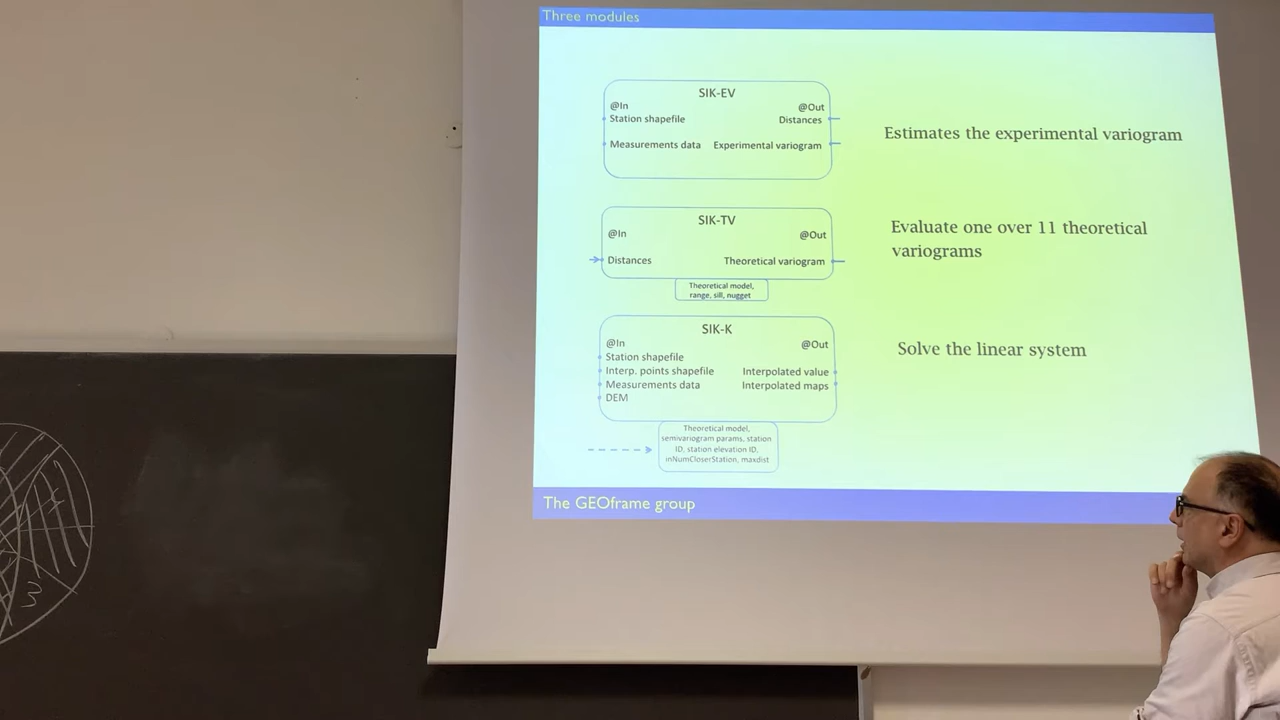 Three modules
SIK-EV
@In
@Out
Station shapefile
Distances
Measurements data
Experimental variogram
Estimates the experimental variogram
SIK-TV
@In
@Out
Distances
Theoretical variogram
Theoretical model,
range, sill, nugget
Evaluate one over 11 theoretical
variograms
SIK-K
@In
@Out
Station shapefile
Interp. points shapefile
Interpolated value
Measurements data
Interpolated maps
DEM
Theoretical model,
semivariogram params, station
ID, station elevation ID,
inNumCloserStation, maxdist
Solve the linear system
The GEOframe group
3